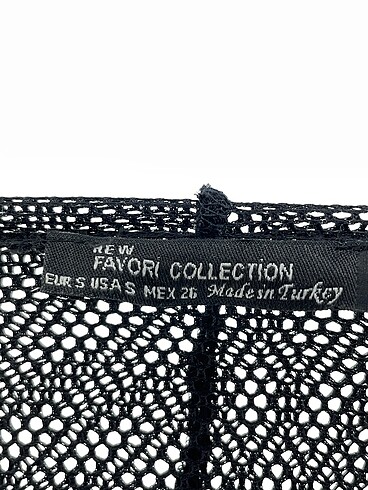 NEW
FAVORİ COLLECTION
EUR S USA S MEX 26 Made in Turkey